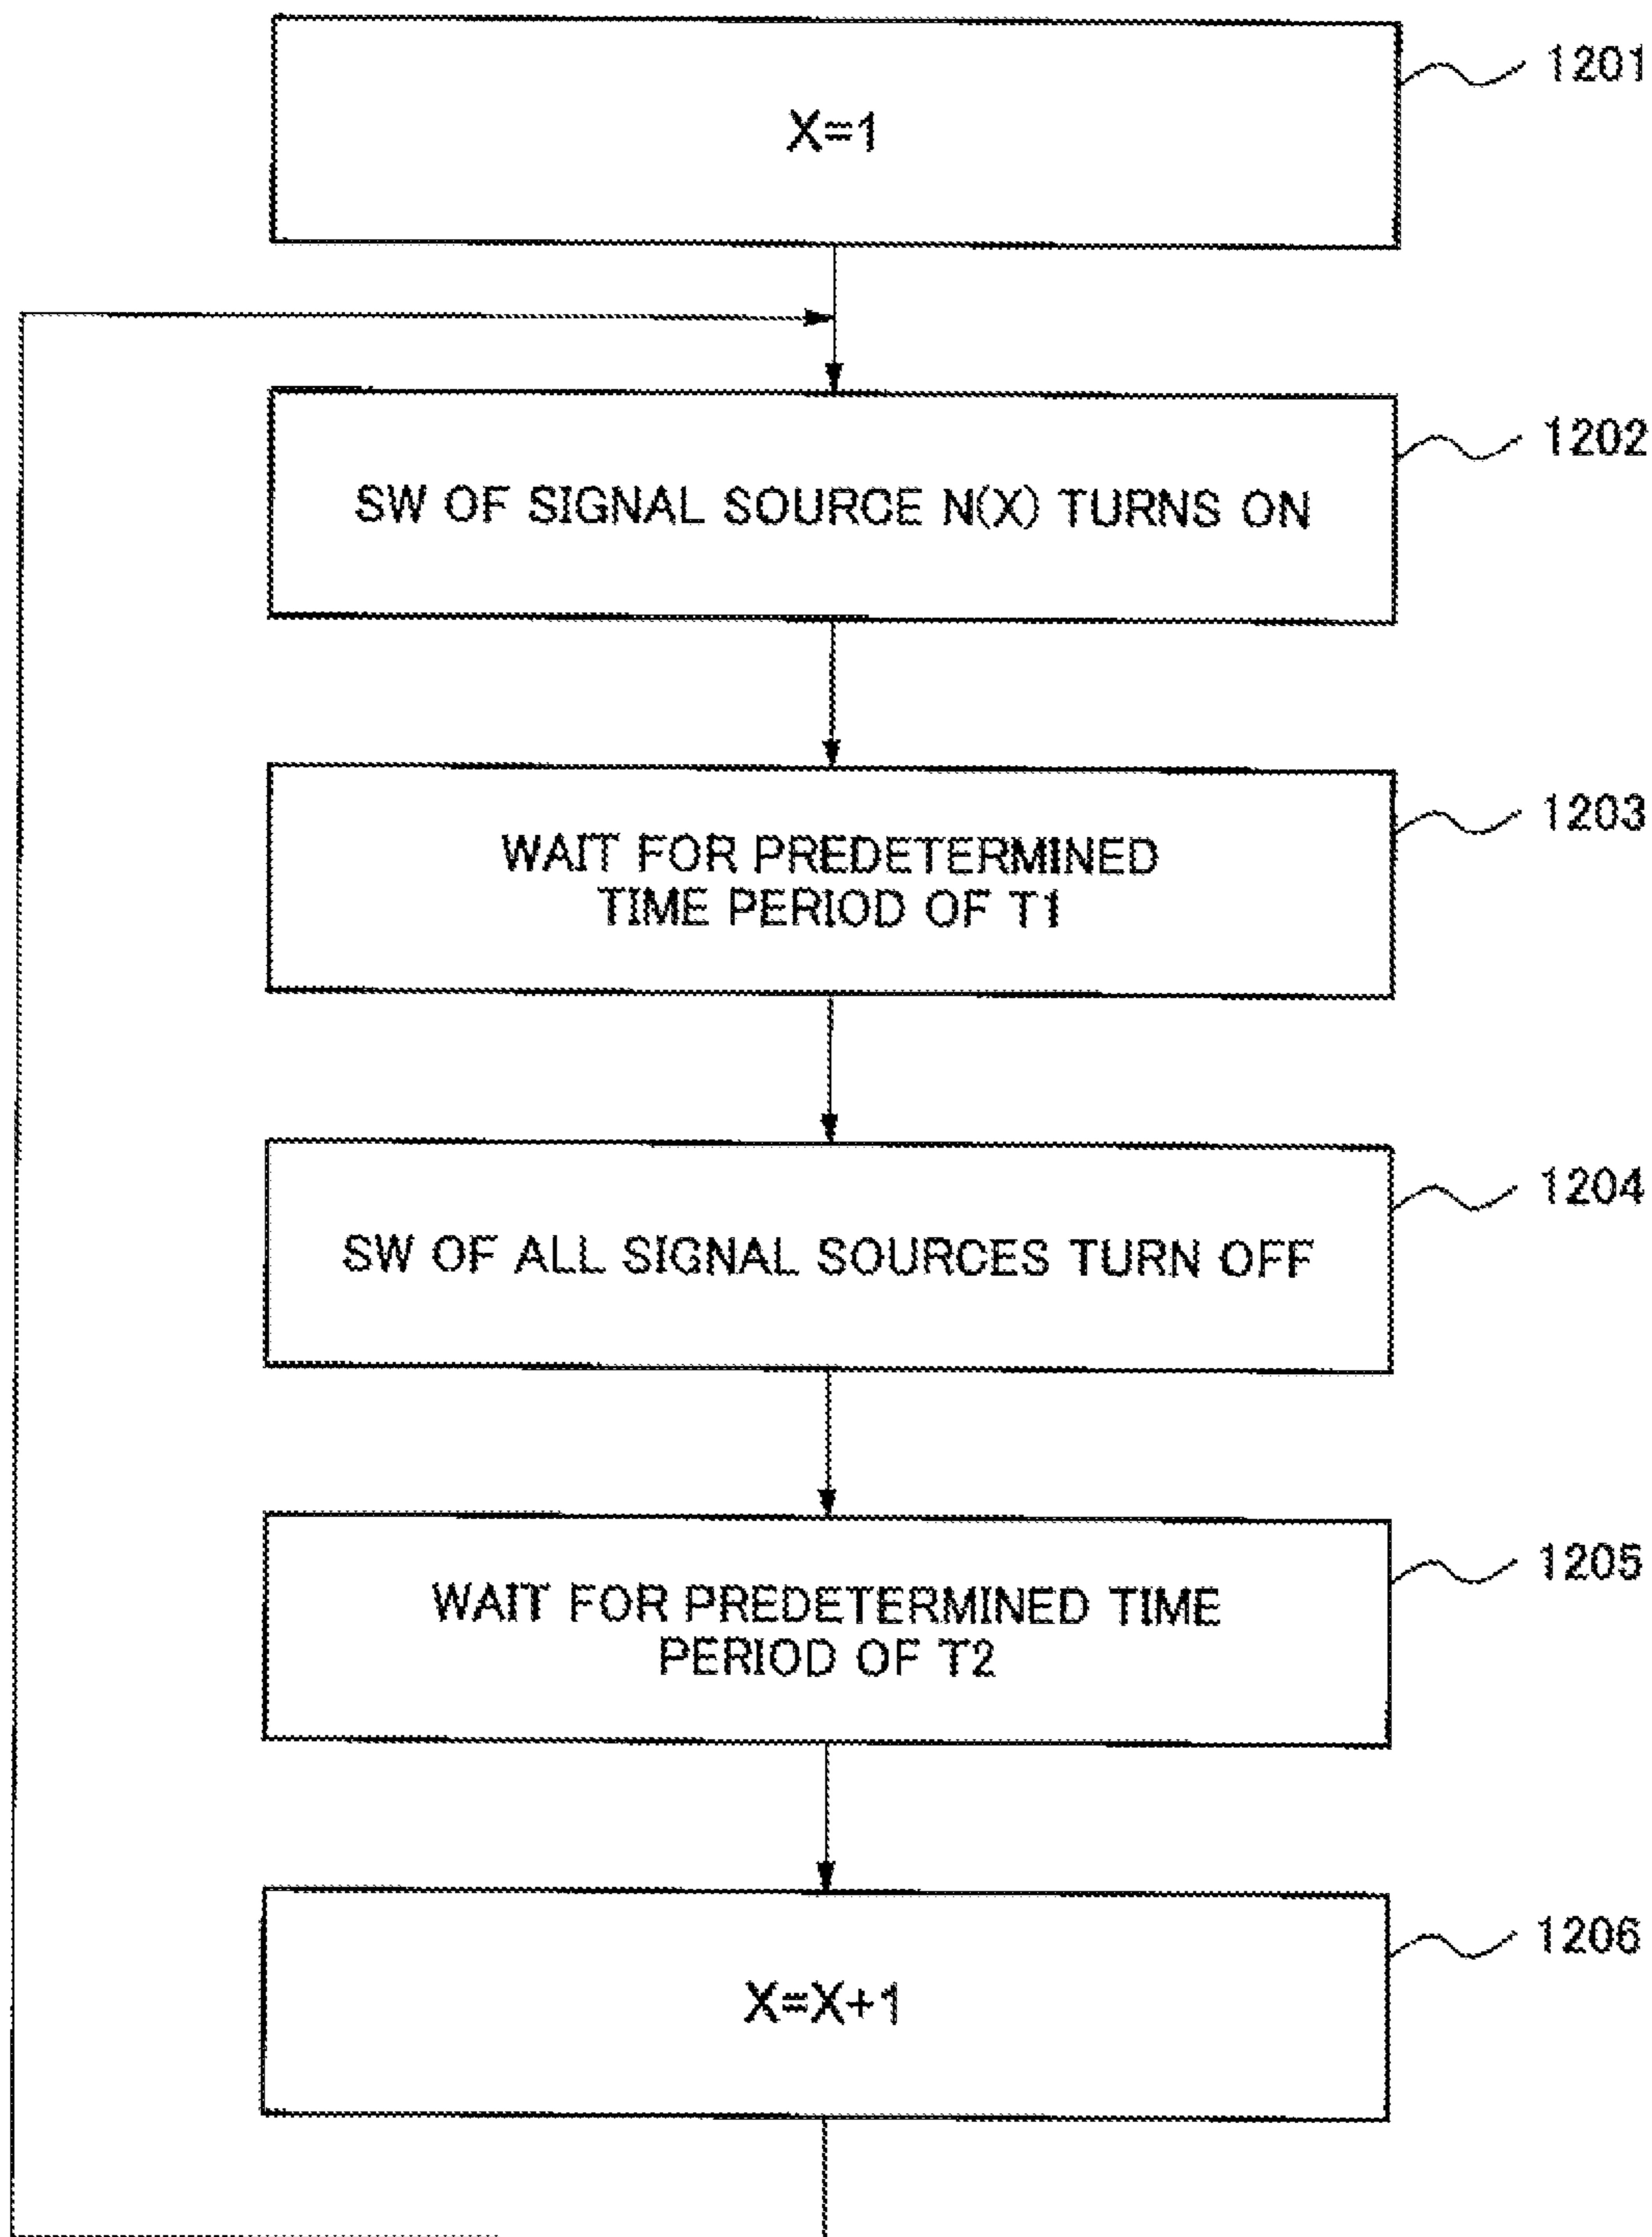 X=1
1201
SW OF SIGNAL SOURCE N(X) TURNS ON
1202
WAIT FOR PREDETERMINED
TIME PERIOD OF T1
1203
SW OF ALL SIGNAL SOURCES TURN OFF
1204
WAIT FOR PREDETERMINED TIME
PERIOD OF T2
1205
X=X+1
1206